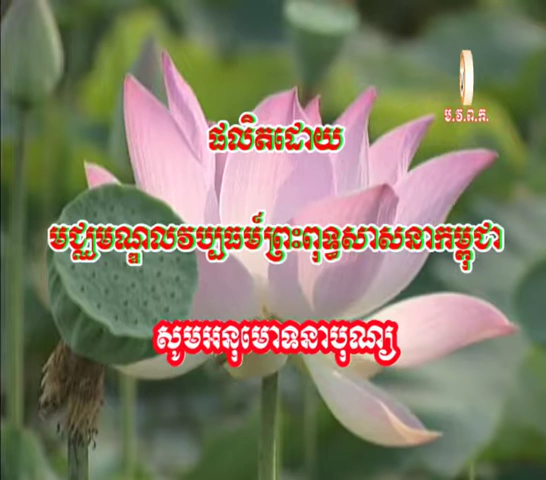 ម.វ.ព.ក.
ផលិតដោយ
មជ្ឈមណ្ឌលវប្បធម៍ព្រះពុទ្ធសាសនាកម្ពុជា
សូមអនុមោទនាបុណ្យ